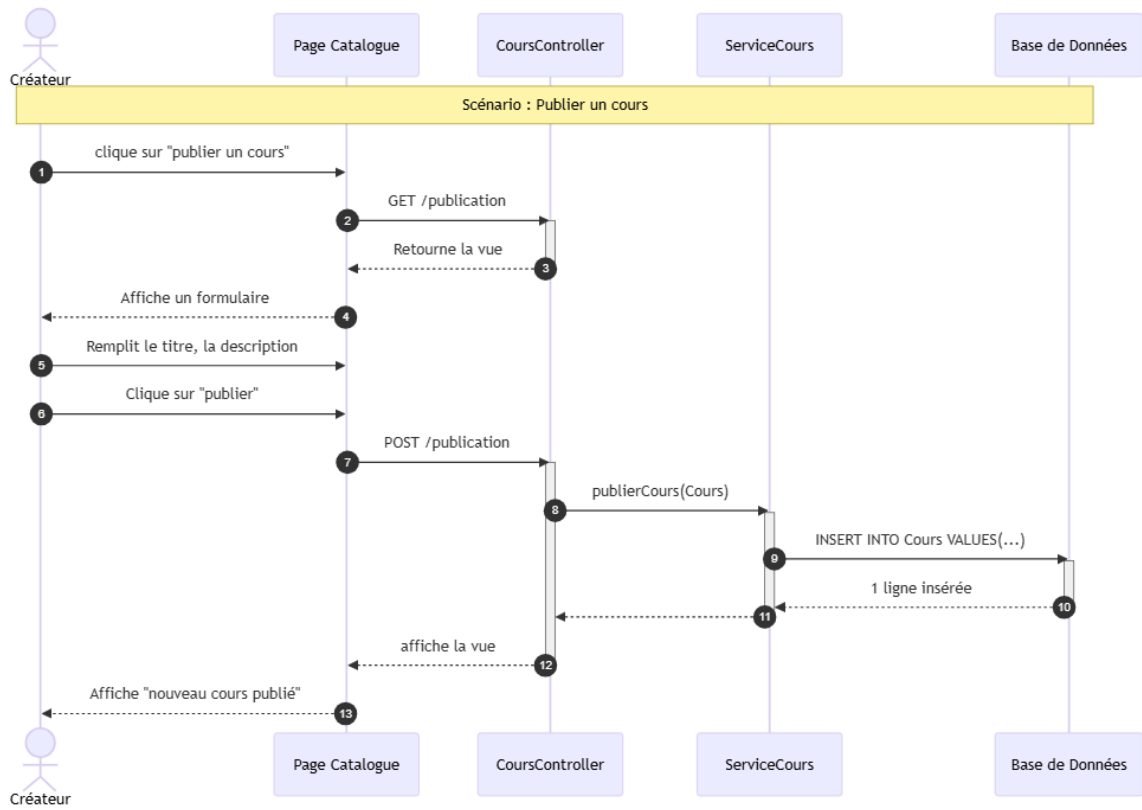 Créateur
Page Catalogue
CoursController
ServiceCours
Base de Données
Scénario : Publier un cours
clique sur "publier un cours"
1
GET /publication
2
Retourne la vue
3
Affiche un formulaire
4
Remplit le titre, la description
5
Clique sur "publier"
6
POST /publication
7
publierCours(Cours)
8
INSERT INTO Cours VALUES(...)
9
1 ligne insérée
10
11
affiche la vue
12
Affiche "nouveau cours publié"
13
Créateur
Page Catalogue
CoursController
ServiceCours
Base de Données